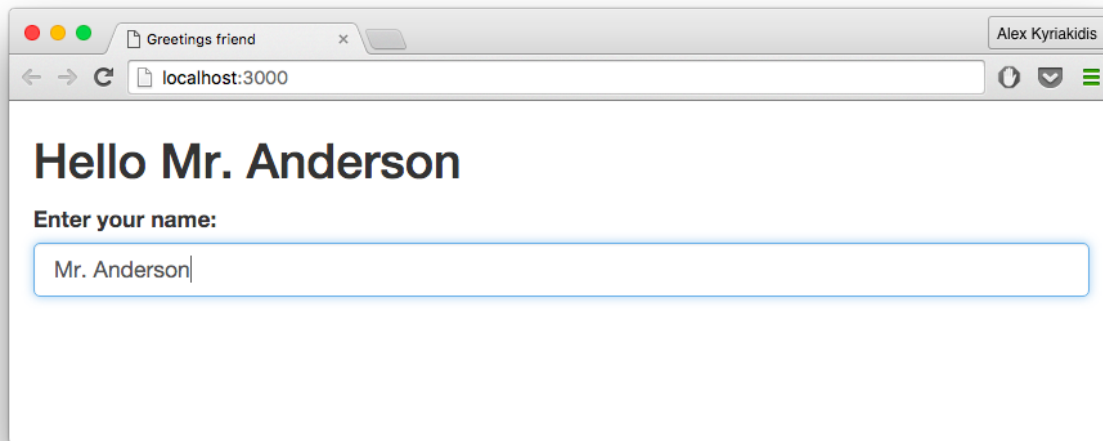 Greetings friend
Alex Kyriakidis
localhost:3000
Hello Mr. Anderson
Enter your name:
Mr. Anderson